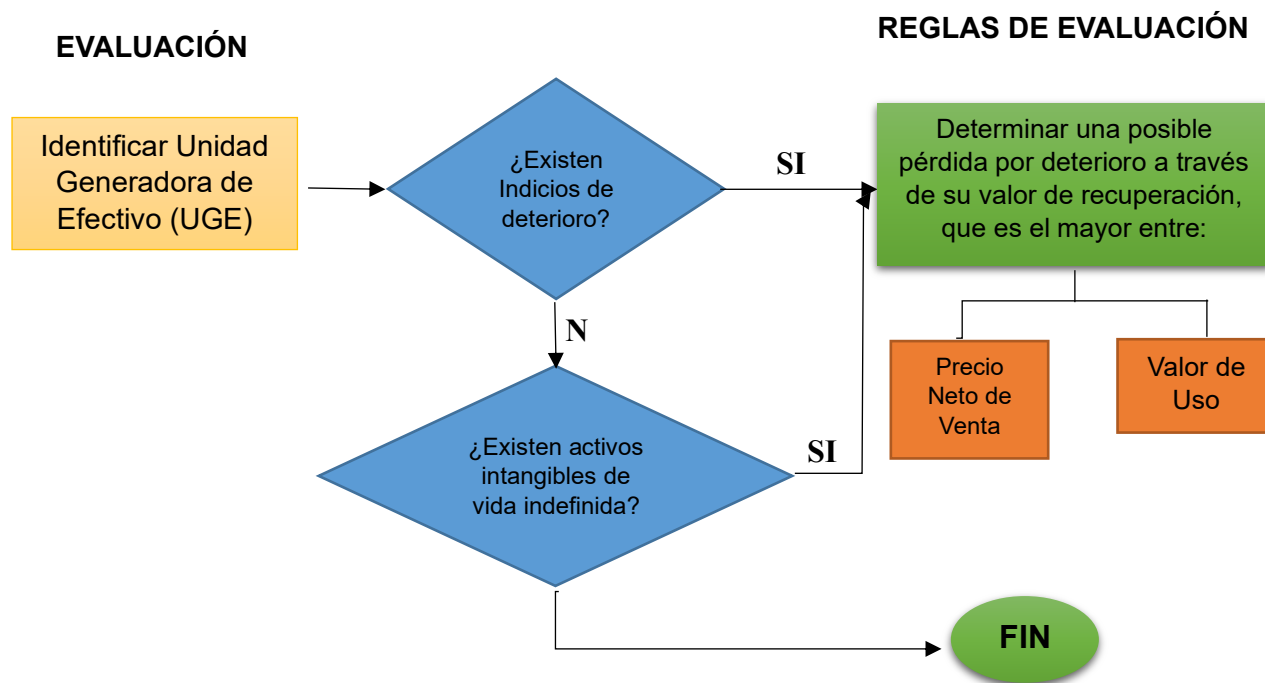 EVALUACIÓN
REGLAS DE EVALUACIÓN
Identificar Unidad
Generadora de
Efectivo (UGE)
¿Existen
Indicios de
deterioro?
SI
Determinar una posible
pérdida por deterioro a través
de su valor de recuperación,
que es el mayor entre:
N
Precio
Neto de
Venta
Valor de
Uso
¿Existen activos
intangibles de
vida indefinida?
SI
FIN